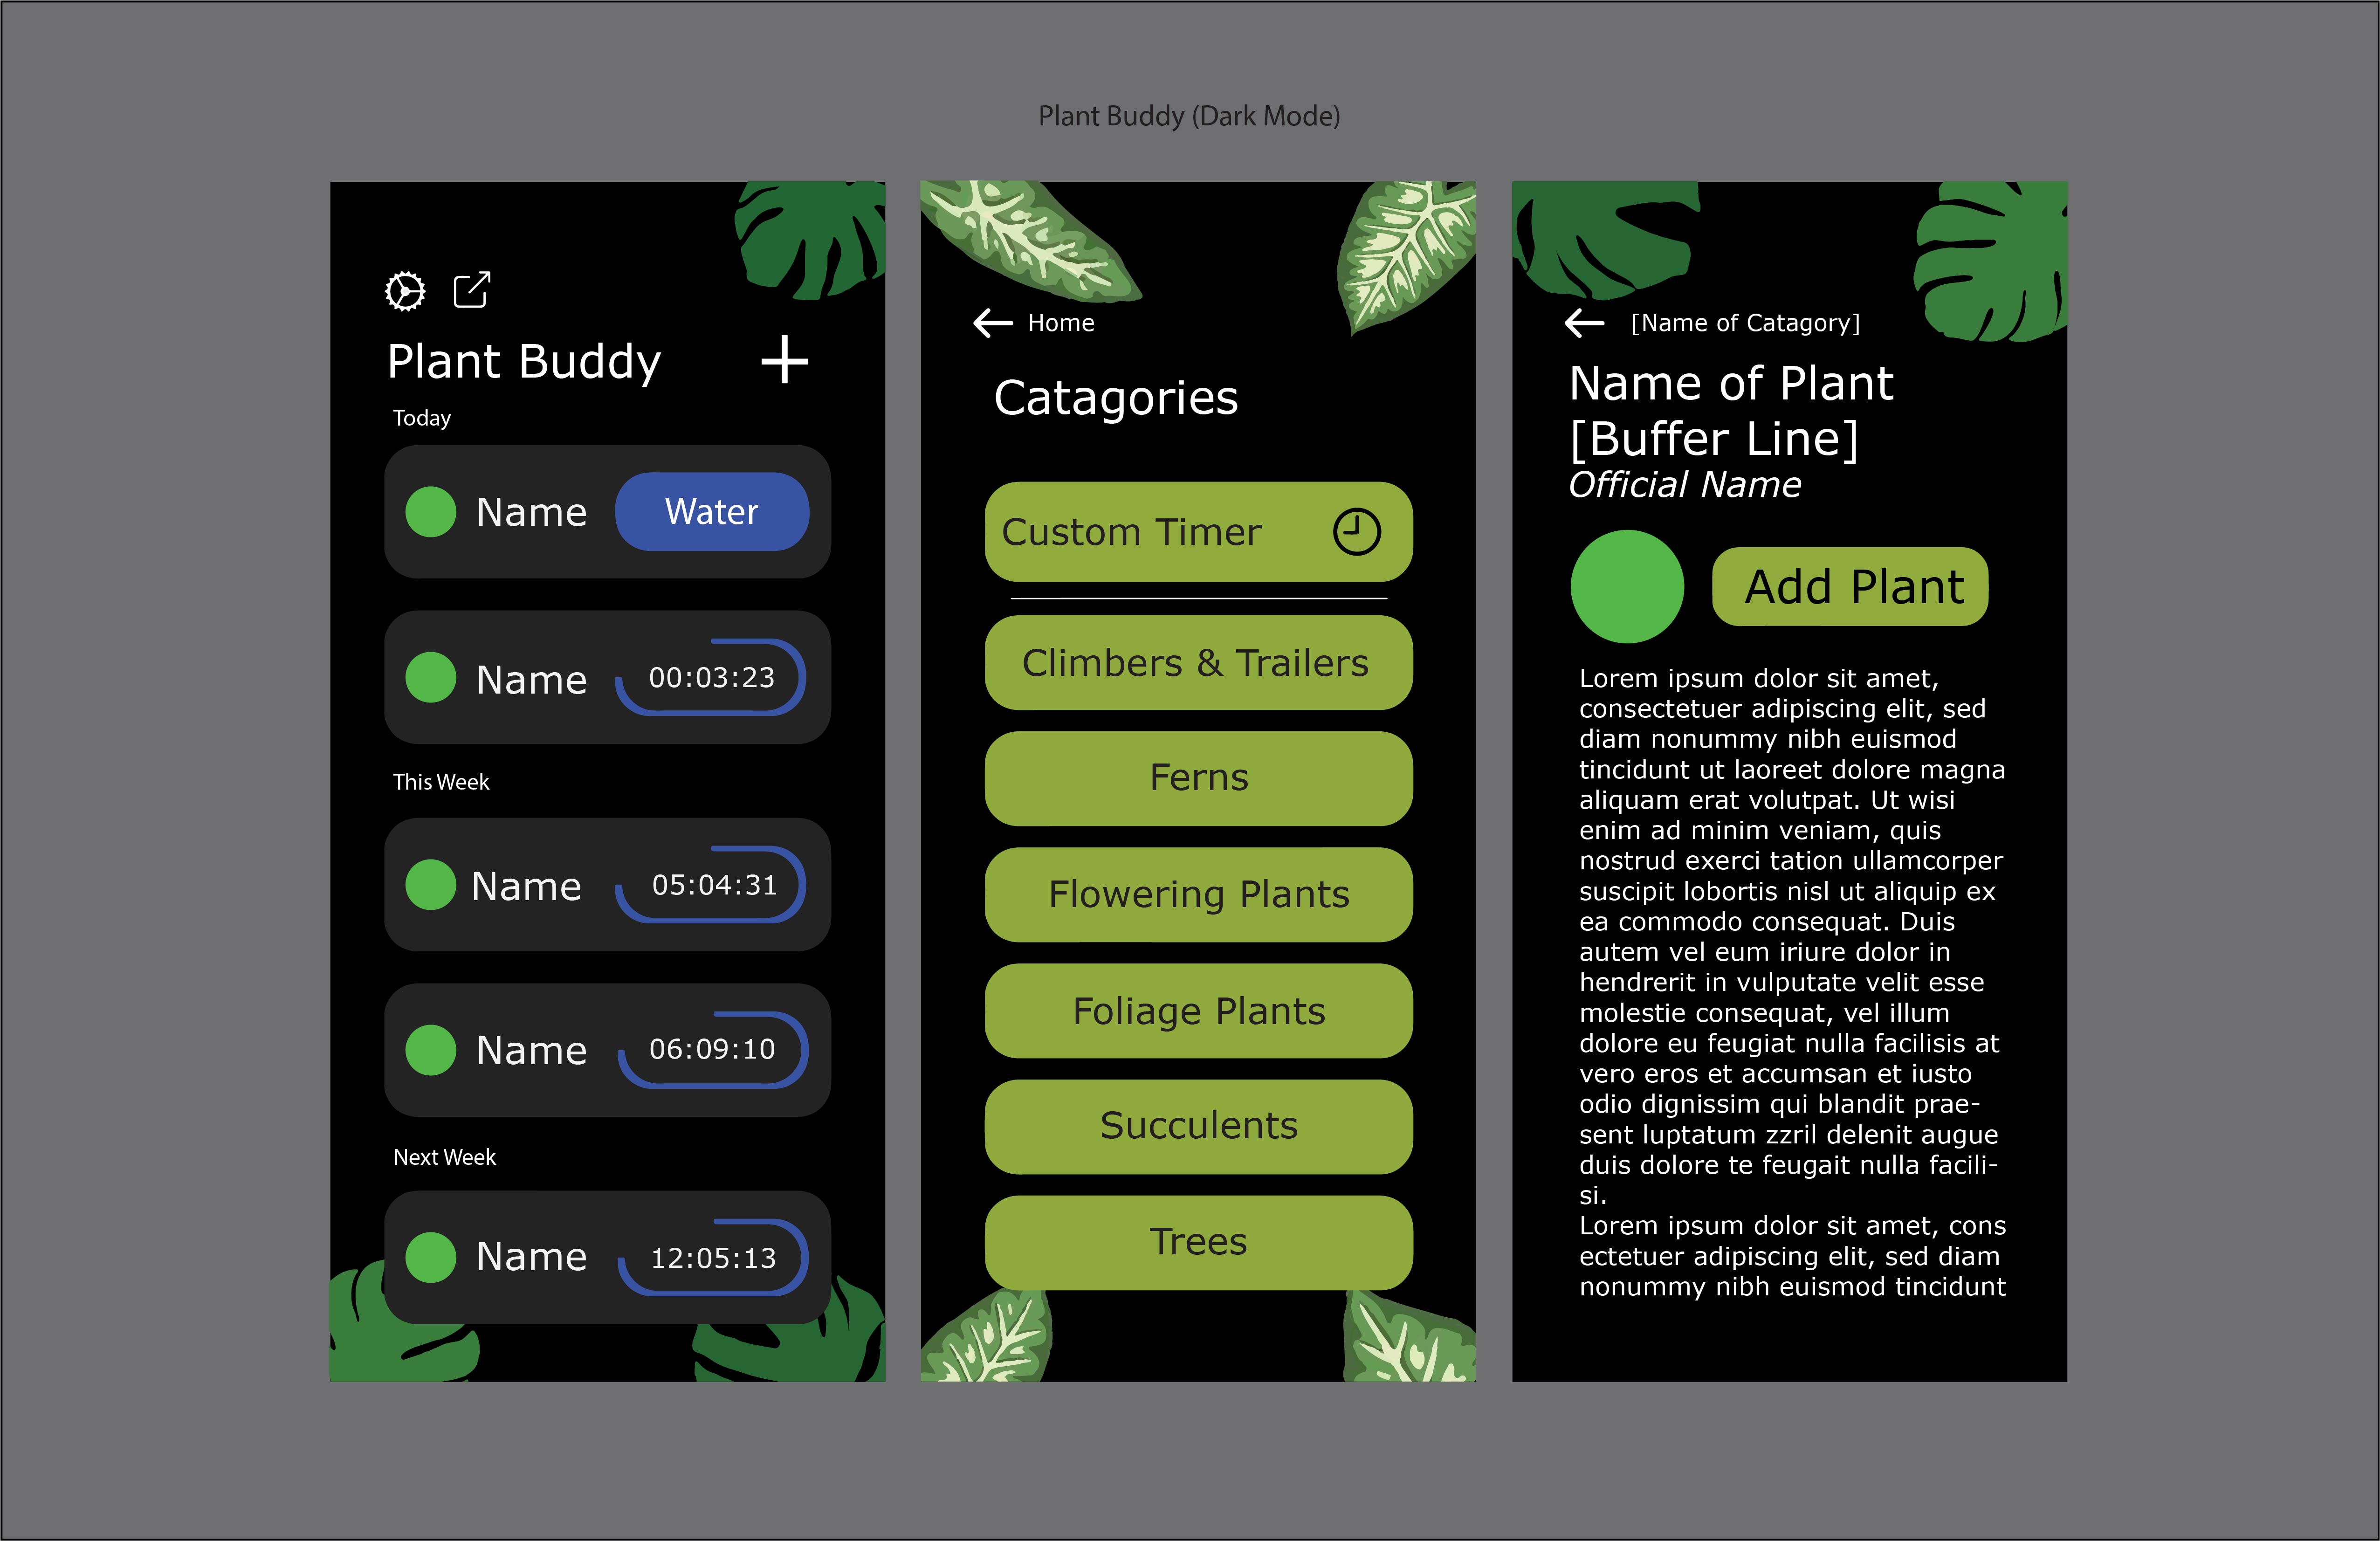 Plant Buddy (Dark Mode)
Plant Buddy
Today
Name
Water
Name
00:03:23
This Week
Name
05:04:31
Name
06:09:10
Next Week
Name
12:05:13
Home
Catagories
Custom Timer
Climbers & Trailers
Ferns
Flowering Plants
Foliage Plants
Succulents
Trees
[Name of Catagory]
Name of Plant
[Buffer Line]
Official Name
Add Plant
Lorem ipsum dolor sit amet,
consectetuer adipiscing elit, sed
diam nonummy nibh euismod
tincidunt ut laoreet dolore magna
aliquam erat volutpat. Ut wisi
enim ad minim veniam, quis
nostrud exerci tation ullamcorper
suscipit lobortis nisl ut aliquip ex
ea commodo consequat. Duis
autem vel eum iriure dolor in
hendrerit in vulputate velit esse
molestie consequat, vel illum
dolore eu feugiat nulla facilisis at
vero eros et accumsan et iusto
odio dignissim qui blandit prae-
sent luptatum zzril delenit augue
duis dolore te feugait nulla facili-
si.
Lorem ipsum dolor sit amet, cons
ectetuer adipiscing elit, sed diam
nonummy nibh euismod tincidunt